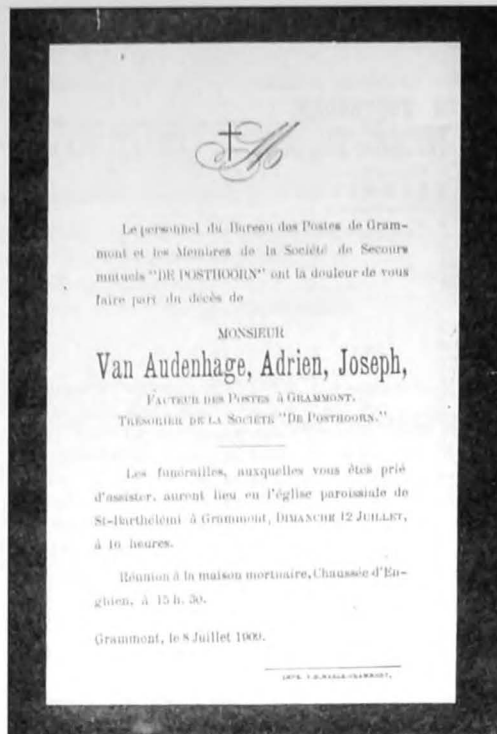 M
Le personnel du Bureau des Postes de Gram-
mont et les Membres de la Société de Secours
mutuels "DE POSTHOORN" ont la douleur de vous
faire part du décès de
MONSIEUR
Van Audenhage, Adrien, Joseph,
FACTEUR DES POSTES à GRAMMONT.
TRÉSORIER DE LA SOCIÉTÉ "DE POSTHOORN."
Les funérailles, auxquelles vous êtes prié
d'assister, auront lieu en l'église paroissiale de
St-Barthélemi à Grammont, DIMANCHE 12 JUILLET,
à 16 heures.
Réunion à la maison mortuaire, Chaussée d'En-
ghien, à 15 h. 30.
Grammont, le 8 Juillet